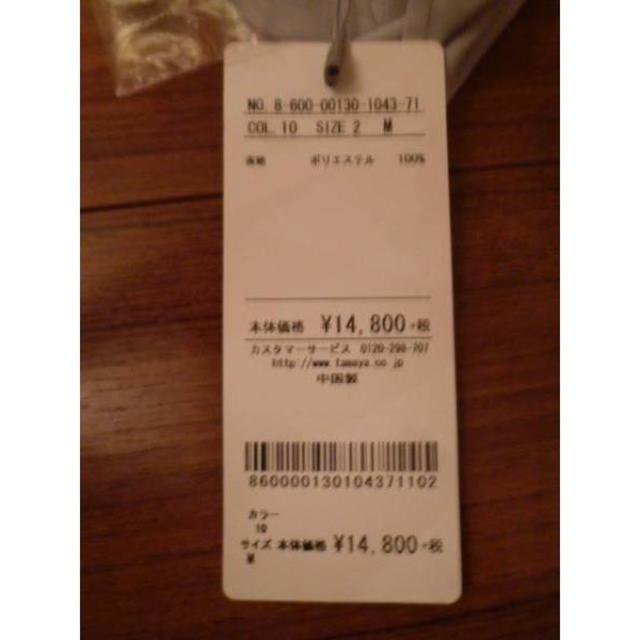 NO. 8-600-00130-1043-71
COL. 10 SIZE 2 M
ポリエステル 100%
本体価格 ¥14,800+税
カスタマーサービス 0120-298-707
http://www.tamaya.co.jp
中国製
860000130104371102
カラー
10
サイズ 本体価格 ¥14,800+税
M